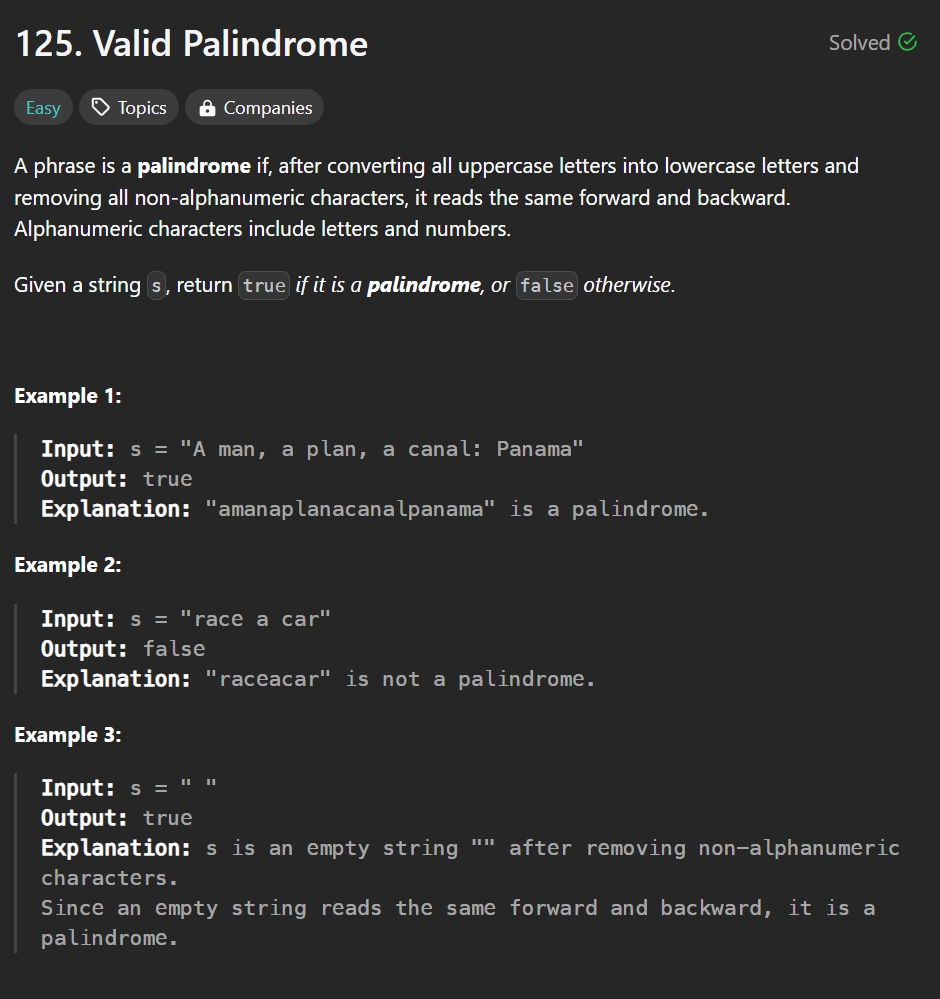 125. Valid Palindrome
Solved
Easy
Topics
Companies
A phrase is a palindrome if, after converting all uppercase letters into lowercase letters and
removing all non-alphanumeric characters, it reads the same forward and backward.
Alphanumeric characters include letters and numbers.
Given a string s, return true if it is a palindrome, or false otherwise.
Example 1:
Input: s = "A man, a plan, a canal: Panama"
Output: true
Explanation: "amanaplanacanalpanama" is a palindrome.
Example 2:
Input: s = "race a car"
Output: false
Explanation: "raceacar" is not a palindrome.
Example 3:
Input: s = " "
Output: true
Explanation: s is an empty string "" after removing non-alphanumeric
characters.
Since an empty string reads the same forward and backward, it is a
palindrome.